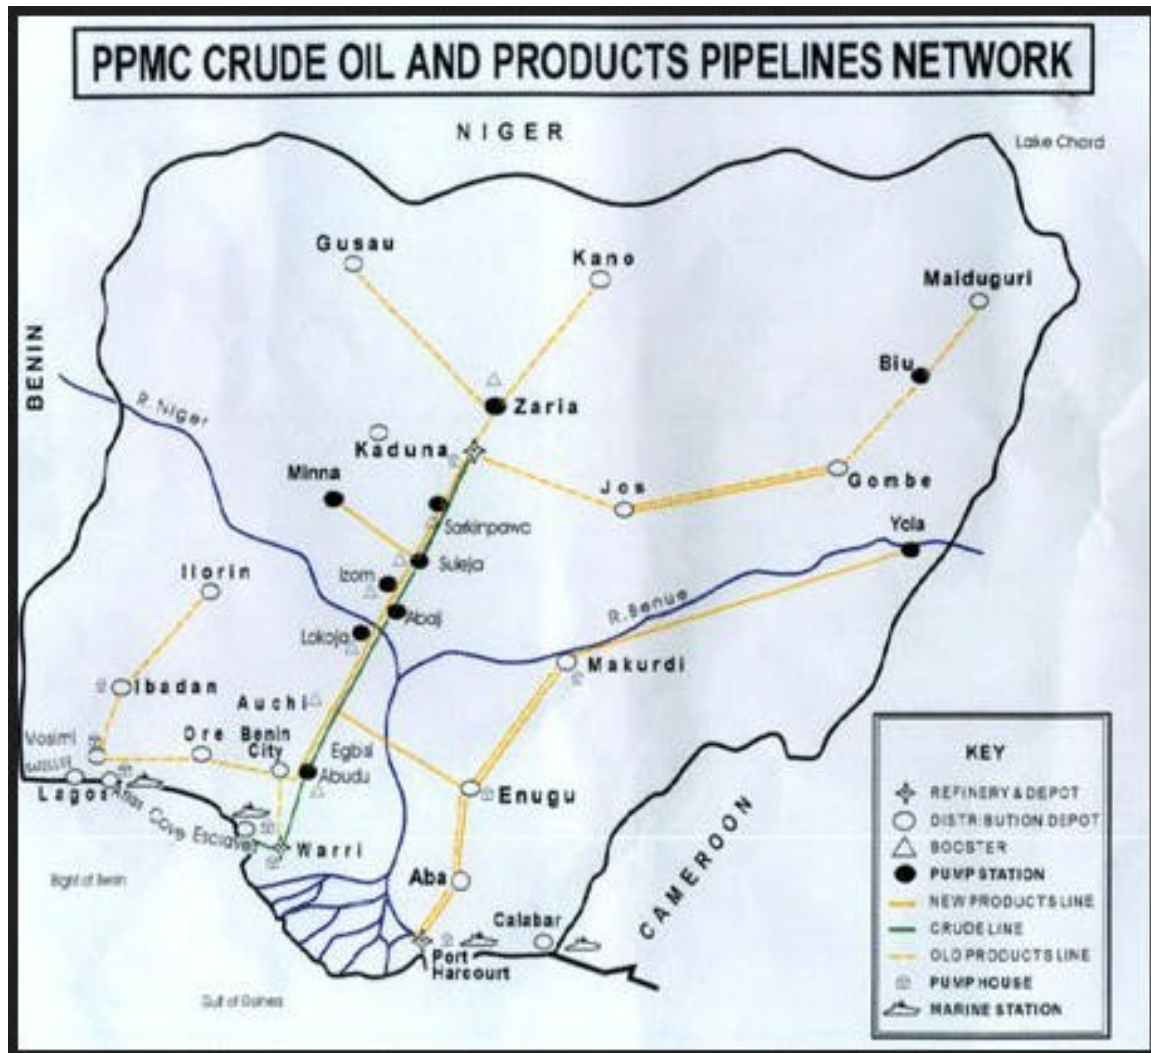 PPMC CRUDE OIL AND PRODUCTS PIPELINES NETWORK
NIGER
Lake Chard
Gusau
Kano
Maiduguri
BENIN
Biu
R. Niger
Zaria
Kaduna
Minna
Jos
Gombe
Sarkinpawa
Yola
Suleja
Ilorin
Izom
Abaji
R. Benue
Lokoja
Makurdi
Ibadan
Auchi
Mosimi
Ore
Benin
City
Egbsi
Abudu
Enugu
Lagos
Atlas Cove
Escravos
Warri
Bight of Benin
Aba
Calabar
CAMEROON
Port
Harcourt
Gulf of Guinea
KEY
REFINERY & DEPOT
DISTRIBUTION DEPOT
BOOSTER
PUMP STATION
NEW PRODUCTS LINE
CRUDE LINE
OLD PRODUCTS LINE
PUMP HOUSE
MARINE STATION